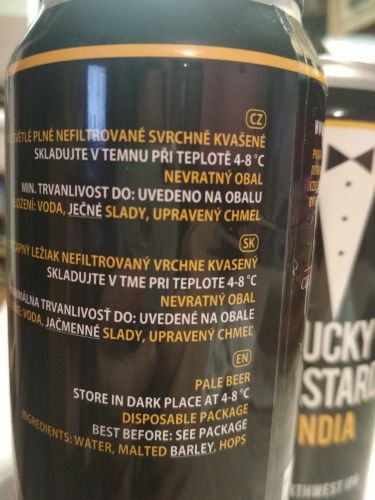 CZ
SVĚTLÉ PLNÉ NEFILTROVANÉ SVRCHNĚ KVAŠENÉ
SKLADUJTE V TEMNU PŘI TEPLOTĚ 4-8 °C
NEVRATNÝ OBAL
MIN. TRVANLIVOST DO: UVEDENO NA OBALU
VODA, JEČNÉ SLADY, UPRAVENÝ CHMEL
SK
LEŽIAK NEFILTROVANÝ VRCHNE KVASENÝ
SKLADUJTE V TME PRI TEPLOTE 4-8 °C
NEVRATNÝ OBAL
TRVANLIVOSŤ DO: UVEDENÉ NA OBALE
VODA, JAČMENNÉ SLADY, UPRAVENÝ CHMEĽ
EN
PALE BEER
STORE IN DARK PLACE AT 4-8 °C
DISPOSABLE PACKAGE
BEST BEFORE: SEE PACKAGE
INGREDIENTS: WATER, MALTED BARLEY, HOPS
UCKY
STARD
INDIA
IPA